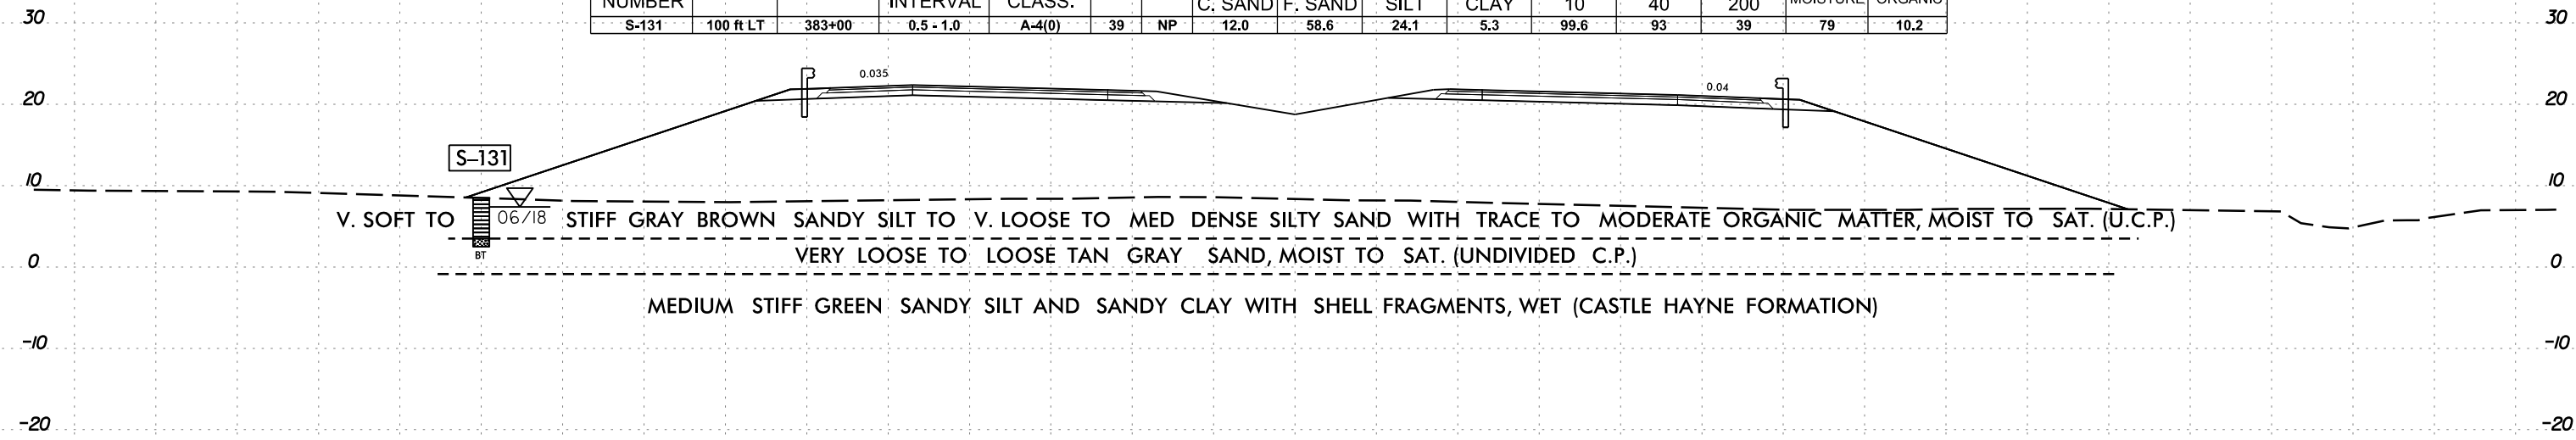 NUMBER INTERVAL CLASS. C. SAND F. SAND SILT CLAY 10 40 200 MOISTURE ORGANIC
S-131 100 ft LT 383+00 0.5 - 1.0 A-4(0) 39 NP 12.0 58.6 24.1 5.3 99.6 93 39 79 10.2
30 30
0.035 0.04
20 20
S-131
10 10
V. SOFT TO 06/18 STIFF GRAY BROWN SANDY SILT TO V. LOOSE TO MED DENSE SILTY SAND WITH TRACE TO MODERATE ORGANIC MATTER, MOIST TO SAT. (U.C.P.)
BT VERY LOOSE TO LOOSE TAN GRAY SAND, MOIST TO SAT. (UNDIVIDED C.P.)
0 0
MEDIUM STIFF GREEN SANDY SILT AND SANDY CLAY WITH SHELL FRAGMENTS, WET (CASTLE HAYNE FORMATION)
-10 -10
-20 -20